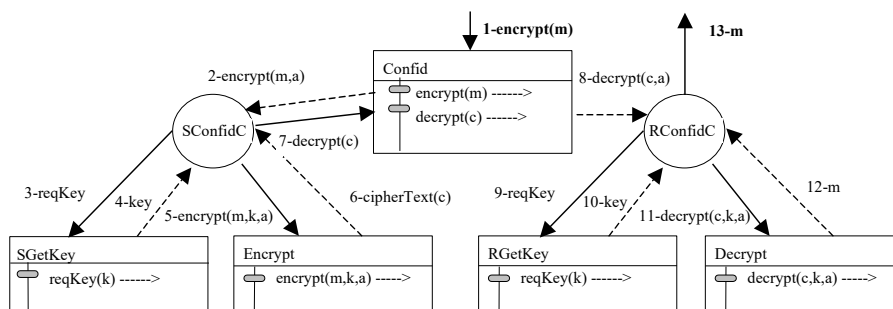 1-encrypt(m)
13-m
2-encrypt(m,a)
Confid
8-decrypt(c,a)
encrypt(m) ------>
decrypt(c) ------>
SConfidC
RConfidC
7-decrypt(c)
3-reqKey
4-key
6-cipherText(c)
9-reqKey
10-key
12-m
5-encrypt(m,k,a)
11-decrypt(c,k,a)
SGetKey
Encrypt
RGetKey
Decrypt
reqKey(k) ------>
encrypt(m,k,a) ---->
reqKey(k) ------>
decrypt(c,k,a) ---->